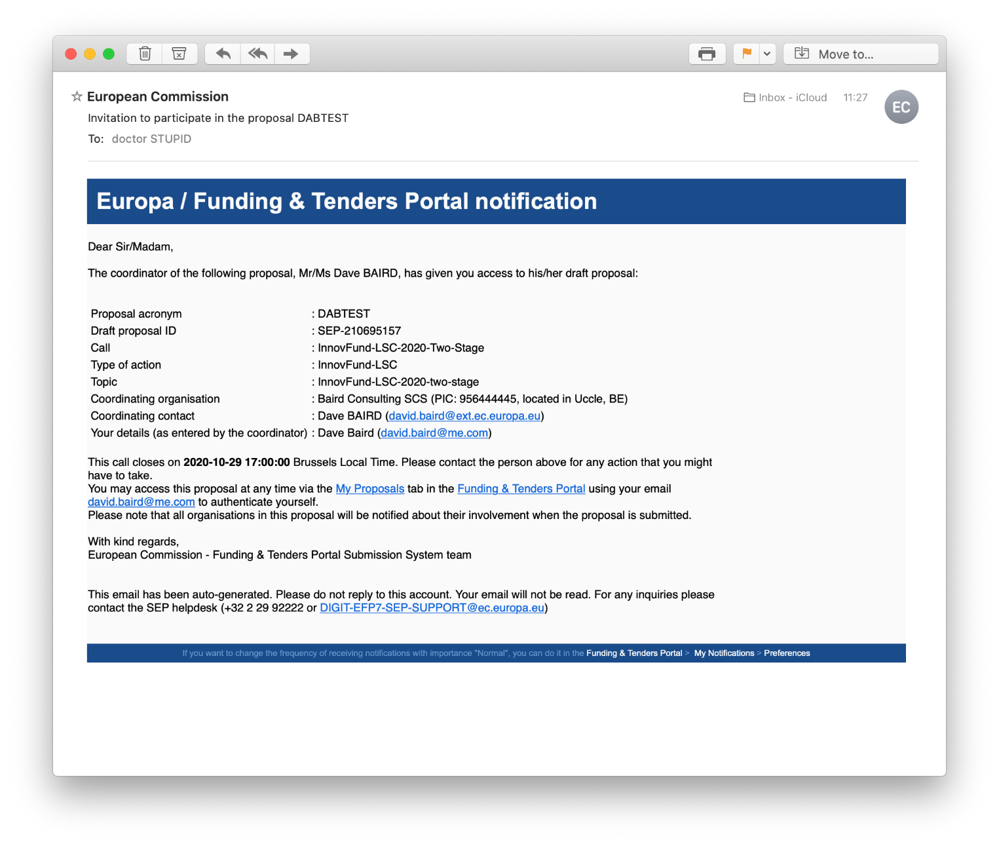 Move to...
European Commission
Inbox - iCloud 11:27
EC
Invitation to participate in the proposal DABTEST
To: doctor STUPID
Europa / Funding & Tenders Portal notification
Dear Sir/Madam,
The coordinator of the following proposal, Mr/Ms Dave BAIRD, has given you access to his/her draft proposal:
Proposal acronym : DABTEST
Draft proposal ID : SEP-210695157
Call : InnovFund-LSC-2020-Two-Stage
Type of action : InnovFund-LSC
Topic : InnovFund-LSC-2020-two-stage
Coordinating organisation : Baird Consulting SCS (PIC: 956444445, located in Uccle, BE)
Coordinating contact : Dave BAIRD (david.baird@ext.ec.europa.eu)
Your details (as entered by the coordinator) : Dave Baird (david.baird@me.com)
This call closes on 2020-10-29 17:00:00 Brussels Local Time. Please contact the person above for any action that you might
have to take.
You may access this proposal at any time via the My Proposals tab in the Funding & Tenders Portal using your email
david.baird@me.com to authenticate yourself.
Please note that all organisations in this proposal will be notified about their involvement when the proposal is submitted.
With kind regards,
European Commission - Funding & Tenders Portal Submission System team
This email has been auto-generated. Please do not reply to this account. Your email will not be read. For any inquiries please
contact the SEP helpdesk (+32 2 29 92222 or DIGIT-EFP7-SEP-SUPPORT@ec.europa.eu)
If you want to change the frequency of receiving notifications with importance "Normal", you can do it in the Funding & Tenders Portal > My Notifications > Preferences